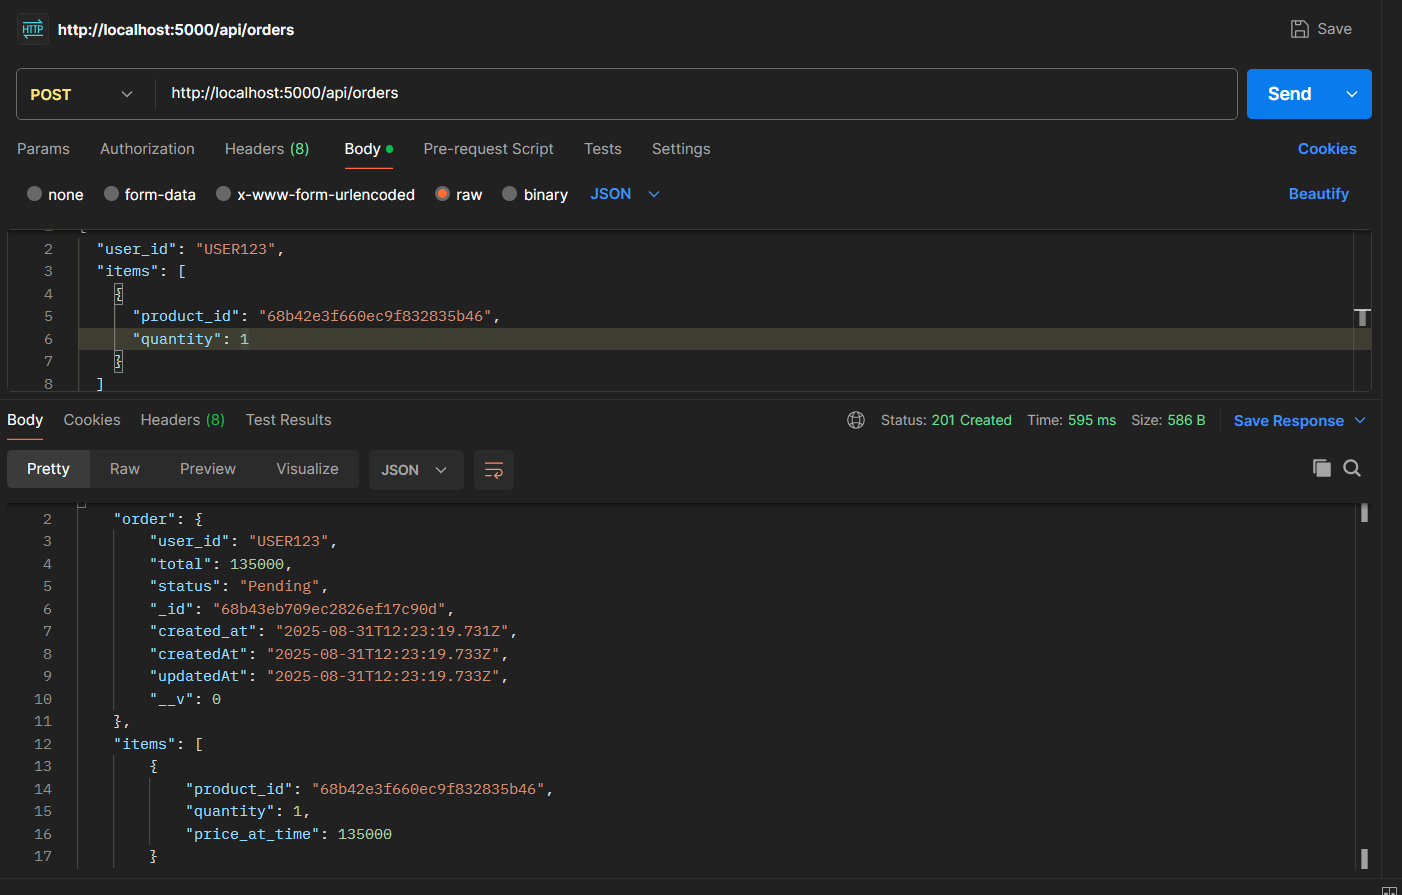 HTTP http://localhost:5000/api/orders Save
POST http://localhost:5000/api/orders Send
Params Authorization Headers (8) Body Pre-request Script Tests Settings Cookies
none form-data x-www-form-urlencoded raw binary JSON Beautify
2 "user_id": "USER123",
3 "items": [
4 {
5 "product_id": "68b42e3f660ec9f832835b46",
6 "quantity": 1
7 }
8 ]
Body Cookies Headers (8) Test Results Status: 201 Created Time: 595 ms Size: 586 B Save Response
Pretty Raw Preview Visualize JSON
2 "order": {
3 "user_id": "USER123",
4 "total": 135000,
5 "status": "Pending",
6 "_id": "68b43eb709ec2826ef17c90d",
7 "created_at": "2025-08-31T12:23:19.731Z",
8 "createdAt": "2025-08-31T12:23:19.733Z",
9 "updatedAt": "2025-08-31T12:23:19.733Z",
10 "__v": 0
11 },
12 "items": [
13 {
14 "product_id": "68b42e3f660ec9f832835b46",
15 "quantity": 1,
16 "price_at_time": 135000
17 }